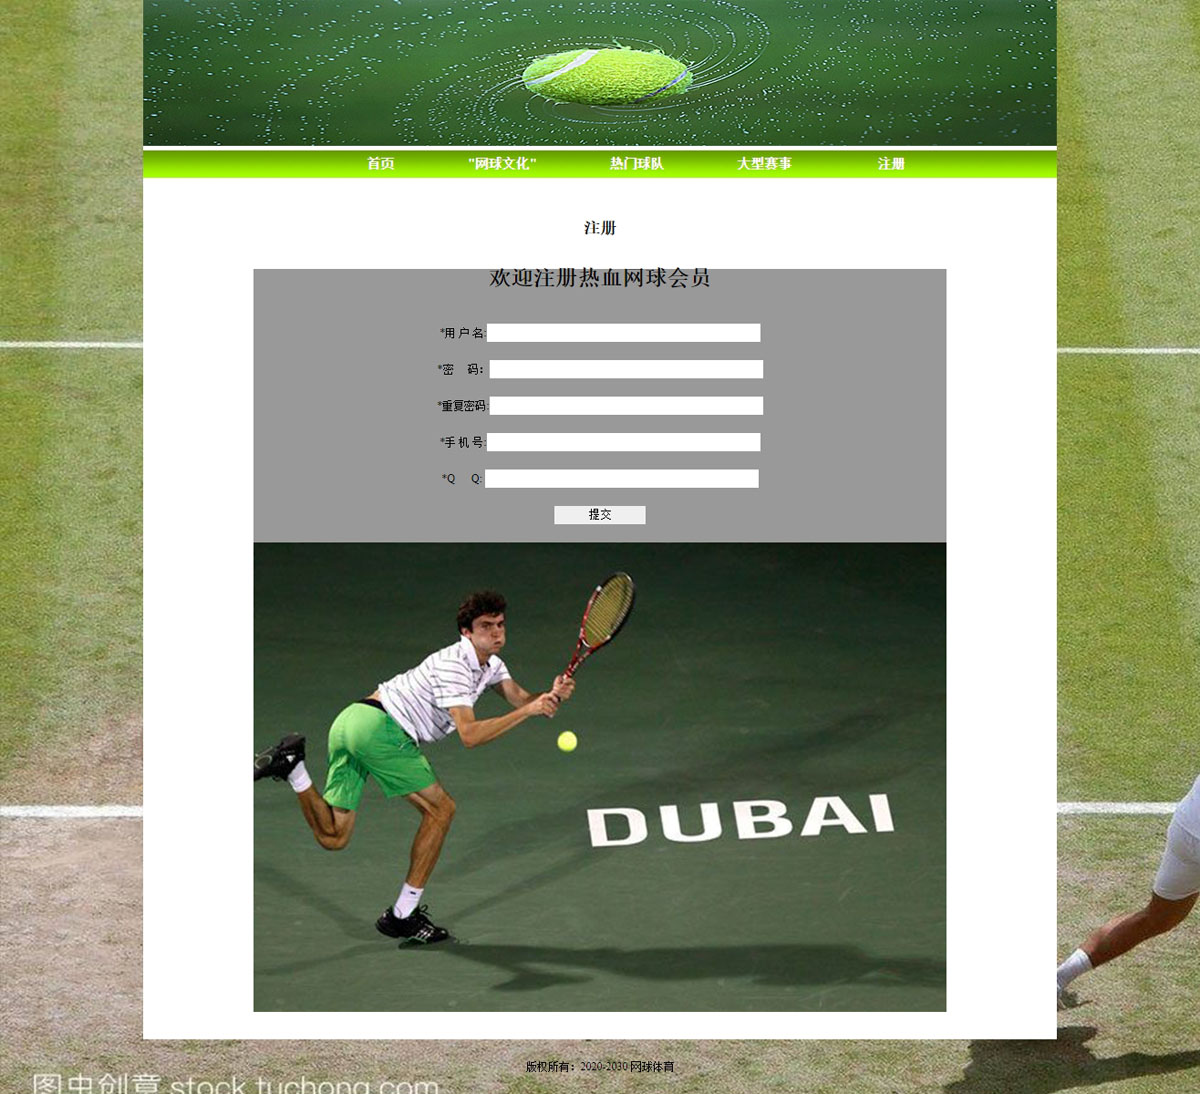 首页 "网球文化" 热门球队 大型赛事 注册
注册
欢迎注册热血网球会员
*用 户 名:
*密 码：
*重复密码:
*手 机 号:
*Q Q:
提交
DUBAI
版权所有：2020-2030 网球体育
图虫创意 stock.tuchong.com